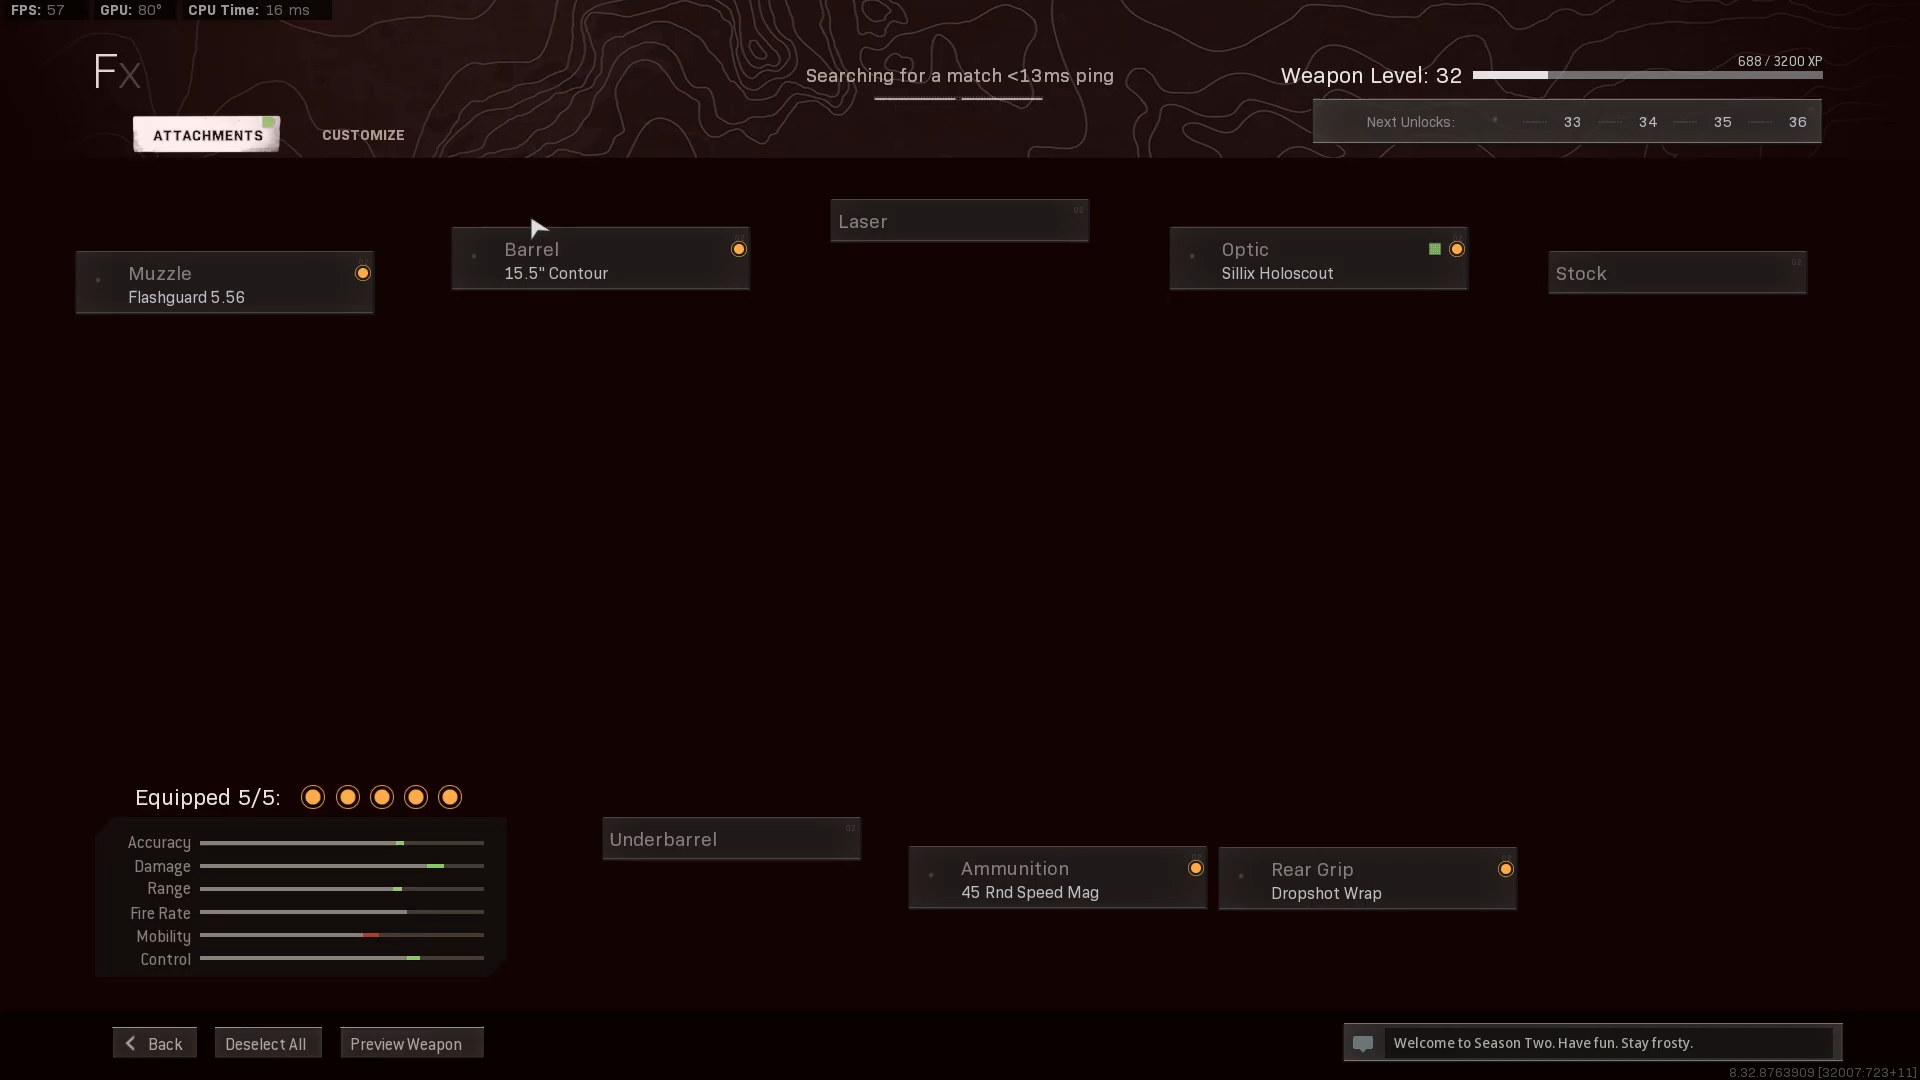 FPS: 57 GPU: 80° CPU Time: 16 ms
Fx
Searching for a match <13ms ping
Weapon Level: 32
688 / 3200 XP
ATTACHMENTS
CUSTOMIZE
Next Unlocks: 33 34 35 36
Laser
Barrel
15.5" Contour
Optic
Sillix Holoscout
Muzzle
Flashguard 5.56
Stock
Equipped 5/5:
Accuracy
Damage
Range
Fire Rate
Mobility
Control
Underbarrel
Ammunition
45 Rnd Speed Mag
Rear Grip
Dropshot Wrap
Back
Deselect All
Preview Weapon
Welcome to Season Two. Have fun. Stay frosty.
8.32.8763909 [32007:723+11]